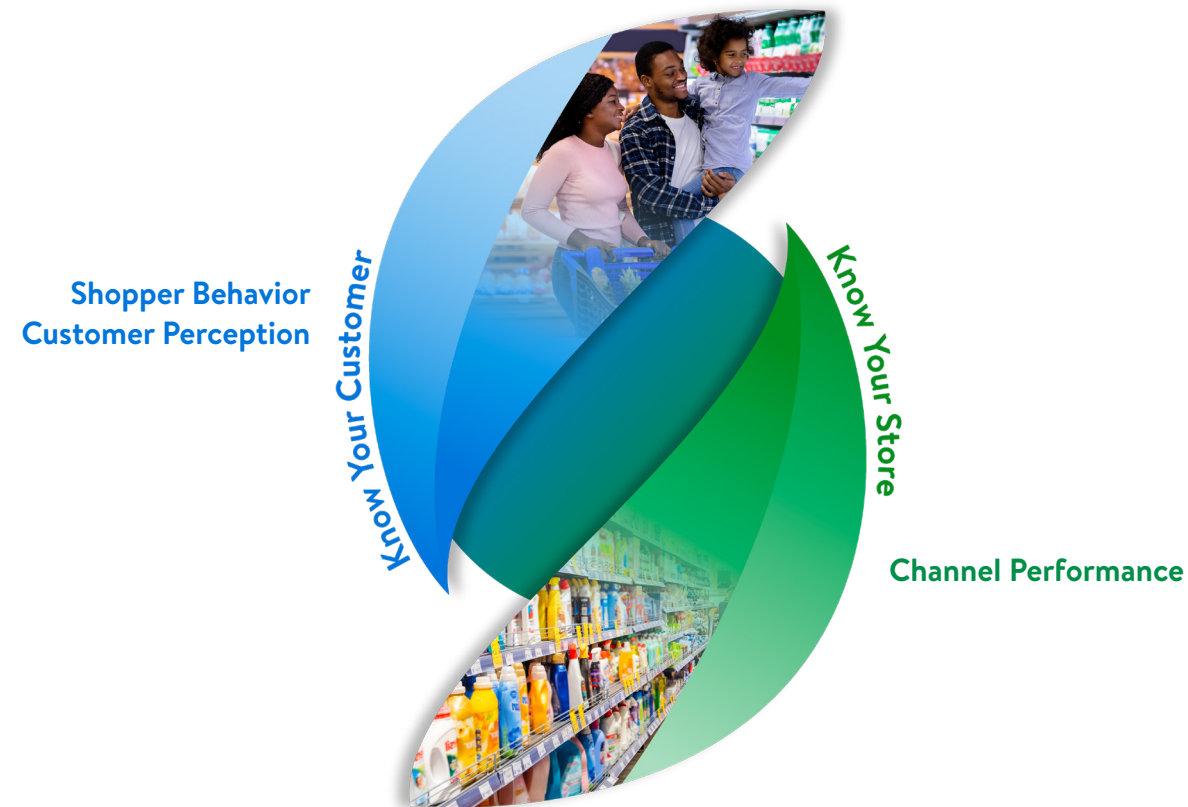 Shopper Behavior
Customer Perception
Know Your Customer
Know Your Store
Channel Performance